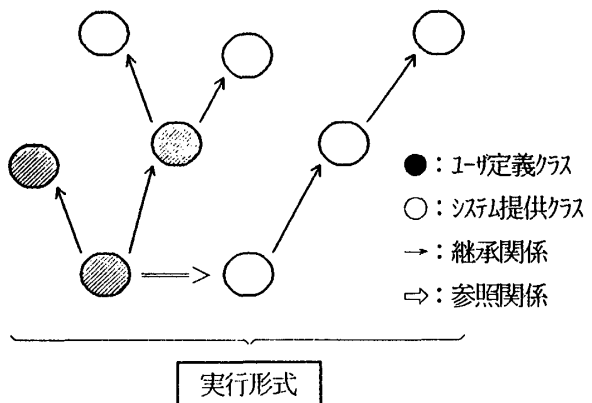 ●：ユーザ定義クラス
○：システム提供クラス
→：継承関係
⇨：参照関係
実行形式